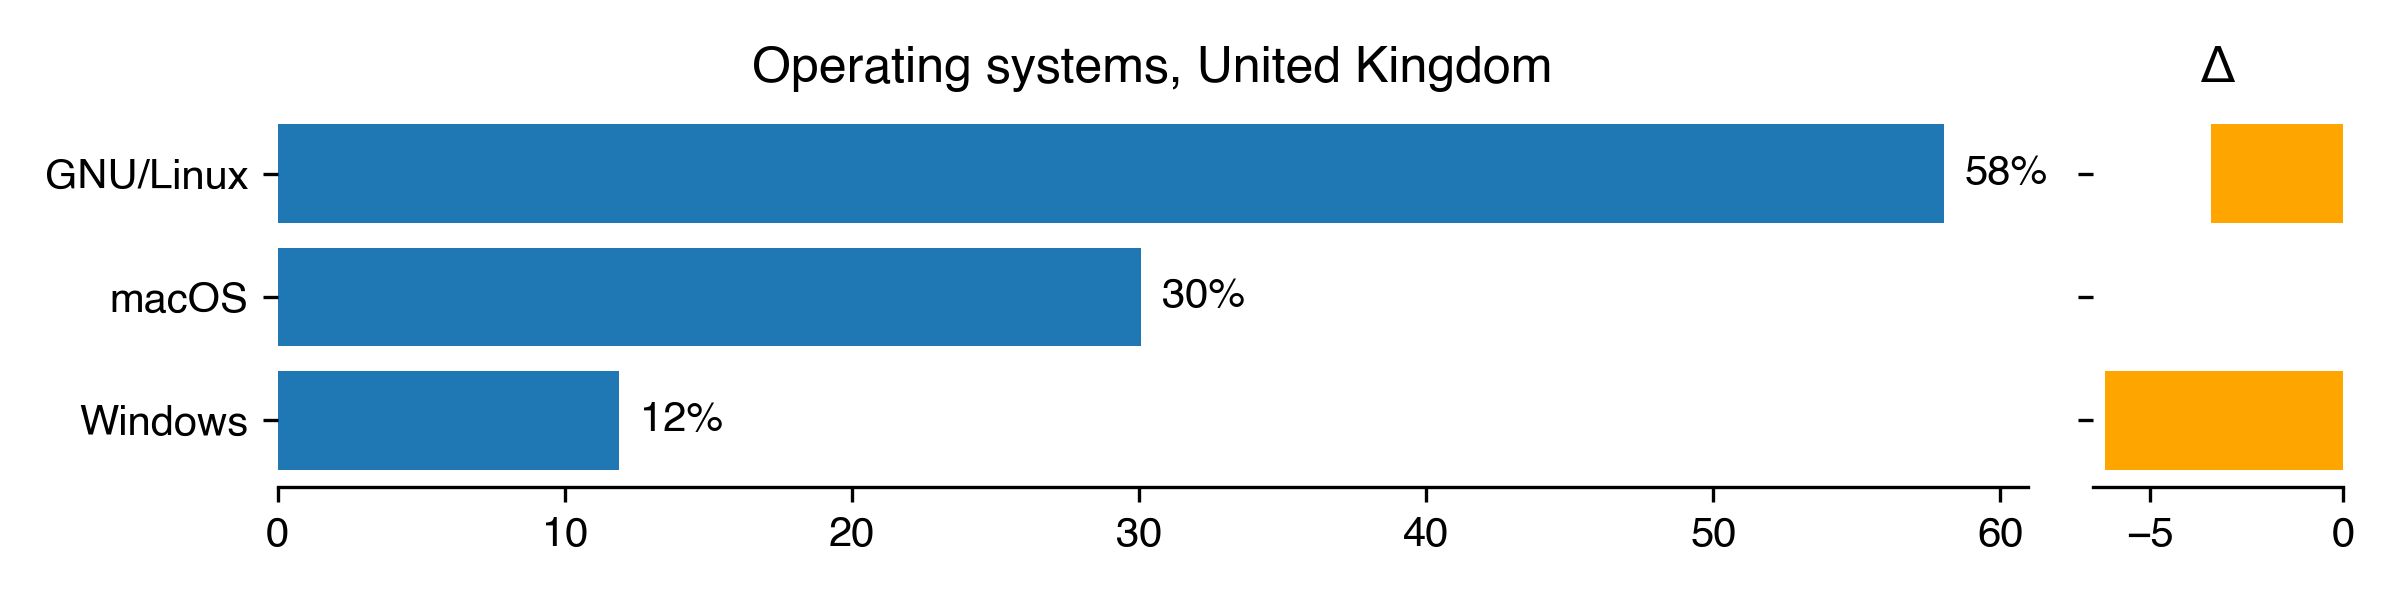 Operating systems, United Kingdom
Δ
GNU/Linux
58%
macOS
30%
Windows
12%
0 10 20 30 40 50 60
−5 0